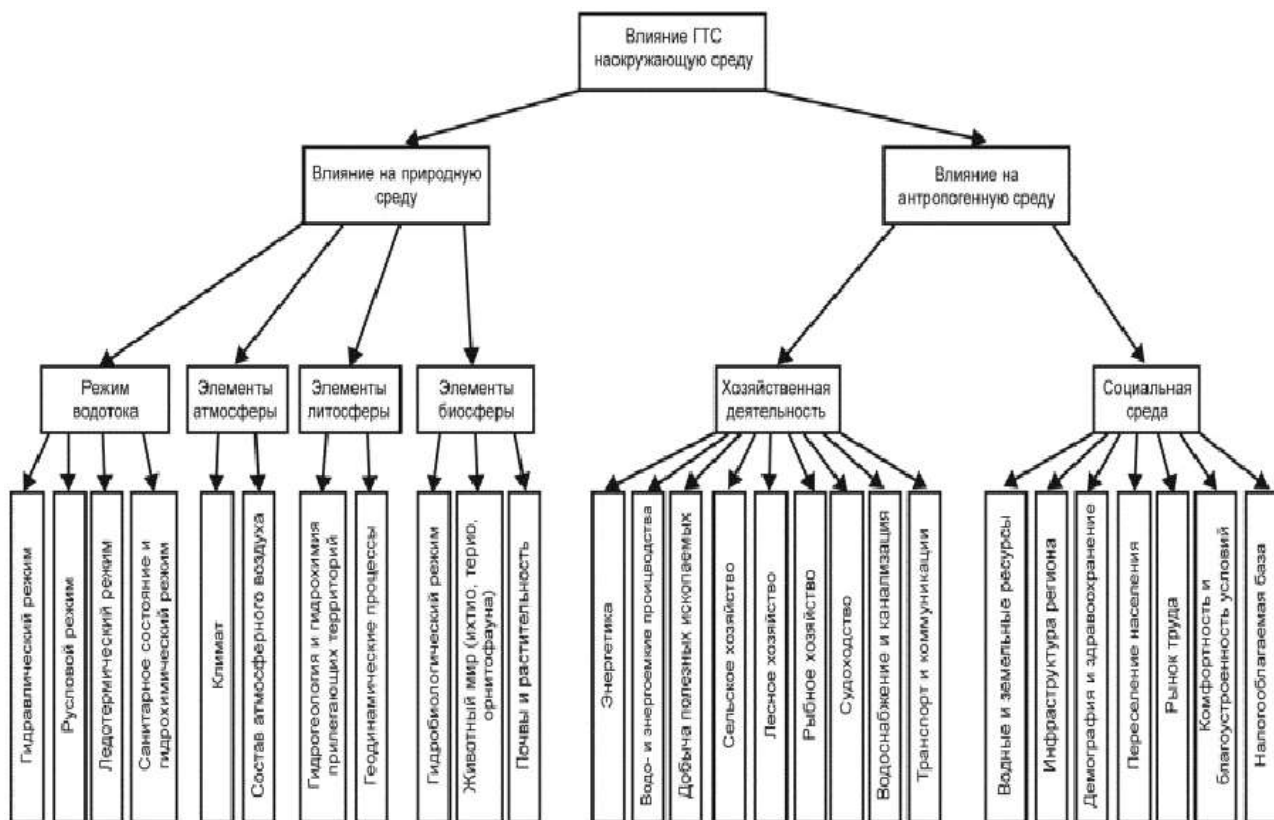 Влияние ГТС
наокружающую среду
Влияние на природную
среду
Влияние на
антропогенную среду
Режим
водотока
Элементы
атмосферы
Элементы
литосферы
Элементы
биосферы
Хозяйственная
деятельность
Социальная
среда
Гидравлический режим
Русловой режим
Ледотермический режим
Санитарное состояние и
гидрохимический режим
Климат
Состав атмосферного воздуха
Гидрогеология и гидрохимия
прилегающих территорий
Геодинамические процессы
Гидробиологический режим
Животный мир (ихтио, терио,
орнитофауна)
Почвы и растительность
Энергетика
Водо- и энергоемкие проицводства
Добыча полезных ископаемых
Сельское хозяйство
Лесное хозяйство
Рыбное хозяйство
Судоходство
Водоснабжение и канализация
Транспорт и коммуникации
Водные и земельные ресурсы
Инфраструктура региона
Демография и здравоохранение
Переселение населения
Рынок труда
Комфортность и
благоустроенность условий
Налогооблагаемая база